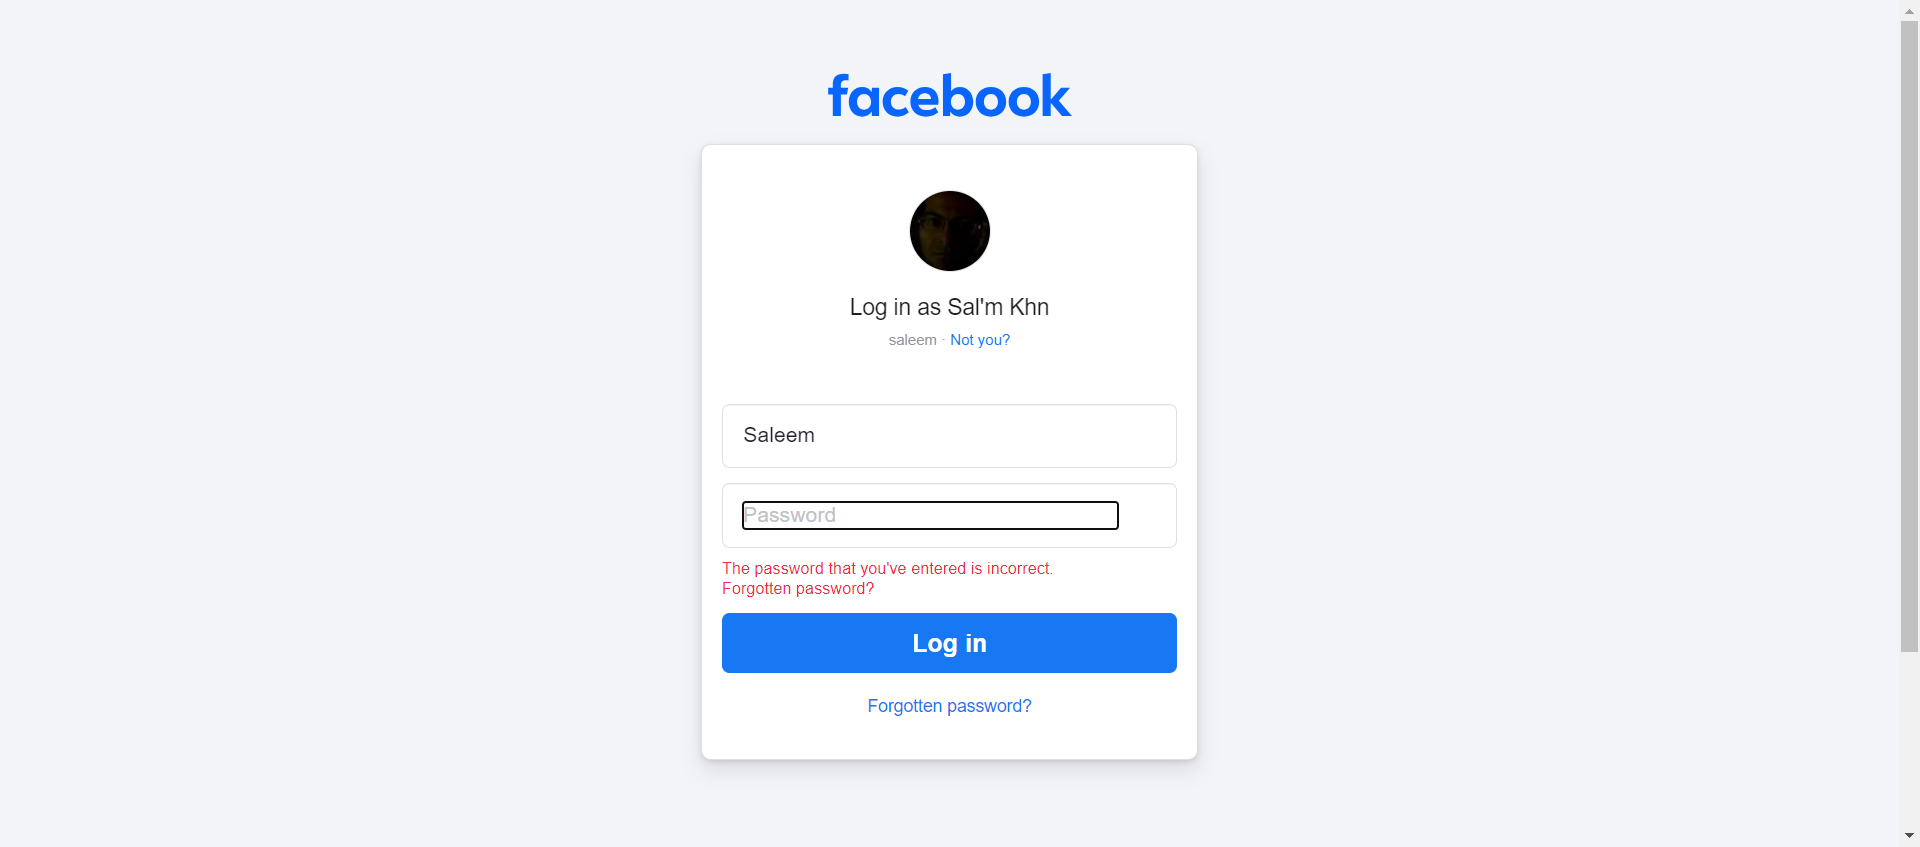 facebook
Log in as Sal'm Khn
saleem · Not you?
Saleem
Password
The password that you've entered is incorrect.
Forgotten password?
Log in
Forgotten password?